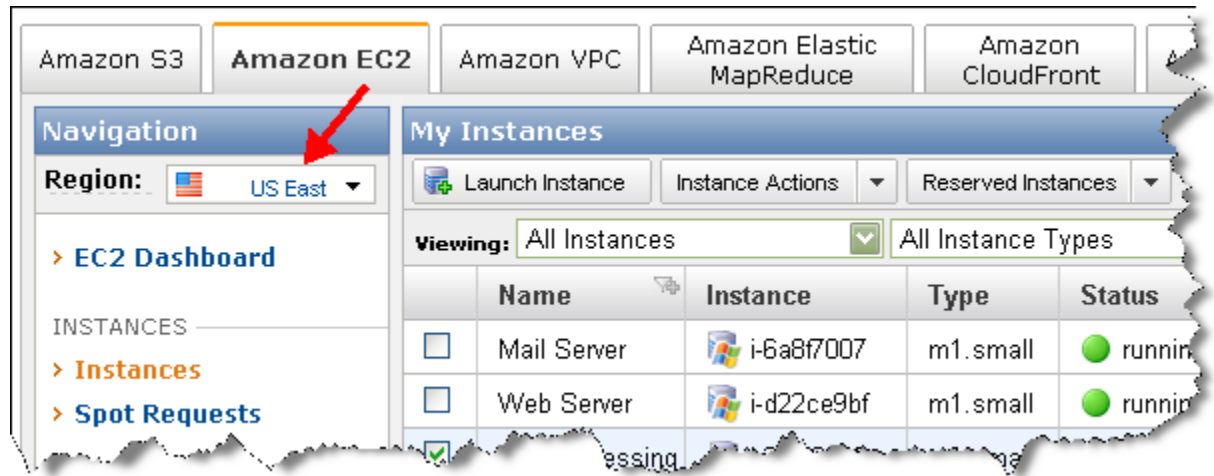 Amazon S3
Amazon EC2
Amazon VPC
Amazon Elastic
MapReduce
Amazon
CloudFront
Navigation
Region: US East
EC2 Dashboard
INSTANCES
Instances
Spot Requests
My Instances
Launch Instance Instance Actions Reserved Instances
Viewing: All Instances All Instance Types
Name Instance Type Status
Mail Server i-6a8f7007 m1.small
Web Server i-d22ce9bf m1.small